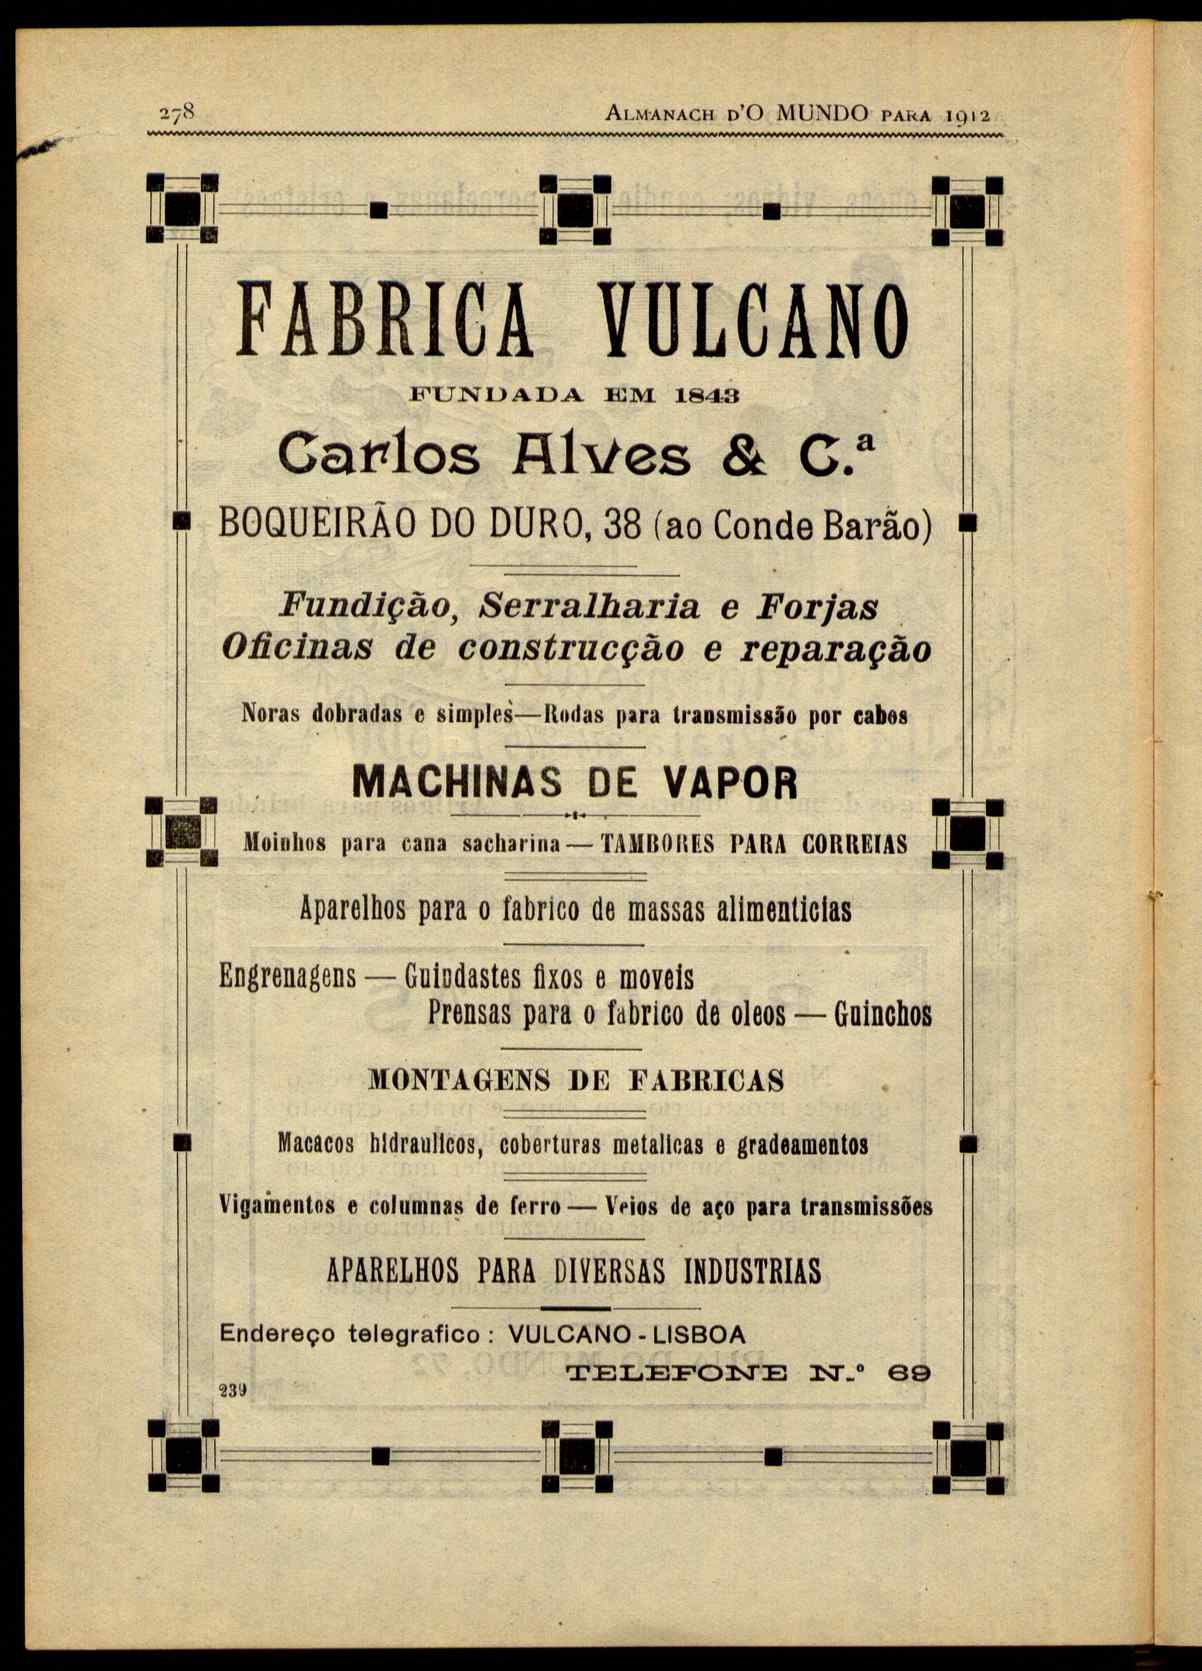 278
ALMANACH D'O MUNDO PARA 1912
FABRICA VULCANO
FUNDADA EM 1843
Carlos Alves & C.ª
BOQUEIRÃO DO DURO, 38 (ao Conde Barão)
Fundição, Serralharia e Forjas
Oficinas de construcção e reparação
Noras dobradas e simples—Rodas para transmissão por cabos
MACHINAS DE VAPOR
Moinhos para cana sacharina — TAMBORES PARA CORREIAS
Aparelhos para o fabrico de massas alimenticias
Engrenagens — Guindastes fixos e moveis
Prensas para o fabrico de oleos — Guinchos
MONTAGENS DE FABRICAS
Macacos hidraulicos, coberturas metalicas e gradeamentos
Vigamentos e columnas de ferro — Veios de aço para transmissões
APARELHOS PARA DIVERSAS INDUSTRIAS
Endereço telegrafico : VULCANO - LISBOA
TELEFONE N.º 69
239